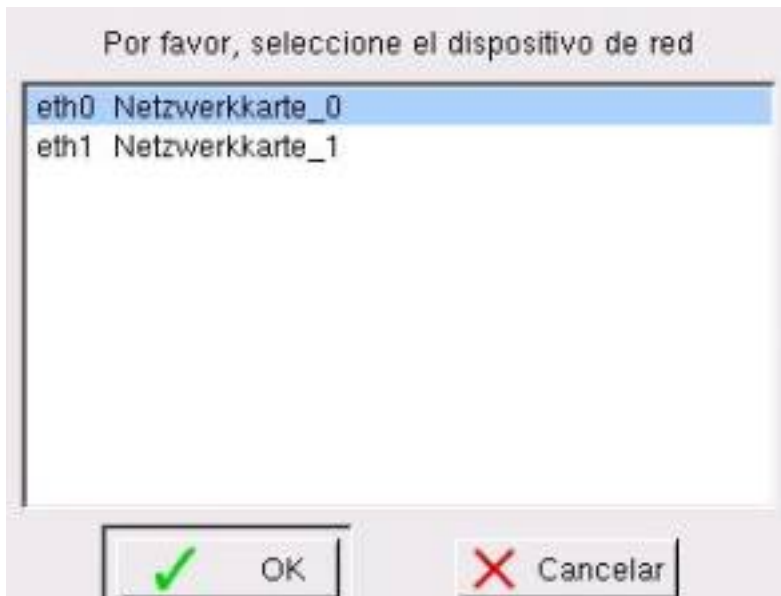 Por favor, seleccione el dispositivo de red
eth0 Netzwerkkarte_0
eth1 Netzwerkkarte_1
OK Cancelar